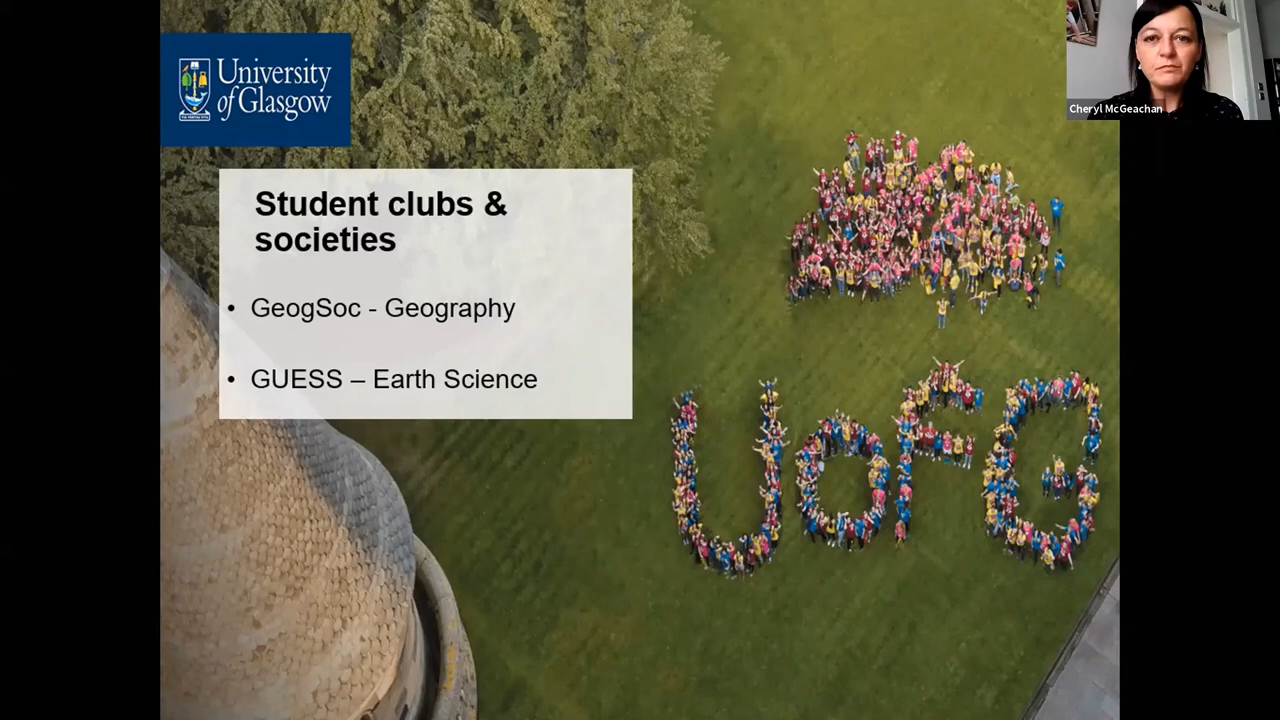 University
of Glasgow
Cheryl McGeachan
Student clubs &
societies
• GeogSoc - Geography
• GUESS – Earth Science
UofG